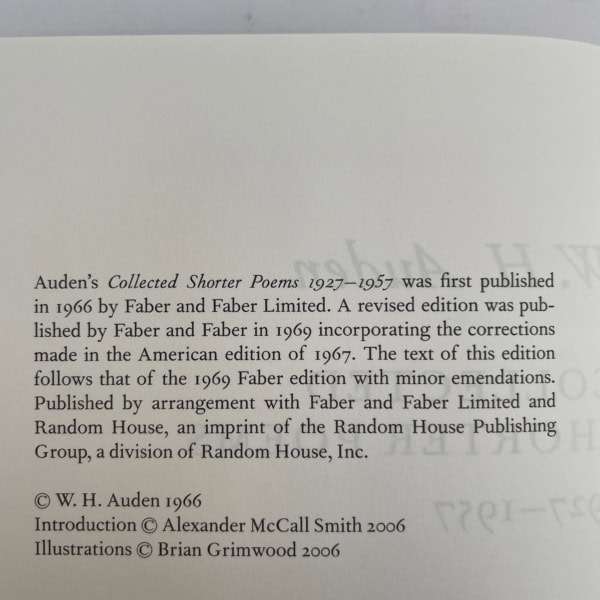 Auden's Collected Shorter Poems 1927–1957 was first published
in 1966 by Faber and Faber Limited. A revised edition was pub-
lished by Faber and Faber in 1969 incorporating the corrections
made in the American edition of 1967. The text of this edition
follows that of the 1969 Faber edition with minor emendations.
Published by arrangement with Faber and Faber Limited and
Random House, an imprint of the Random House Publishing
Group, a division of Random House, Inc.
© W. H. Auden 1966
Introduction © Alexander McCall Smith 2006
Illustrations © Brian Grimwood 2006